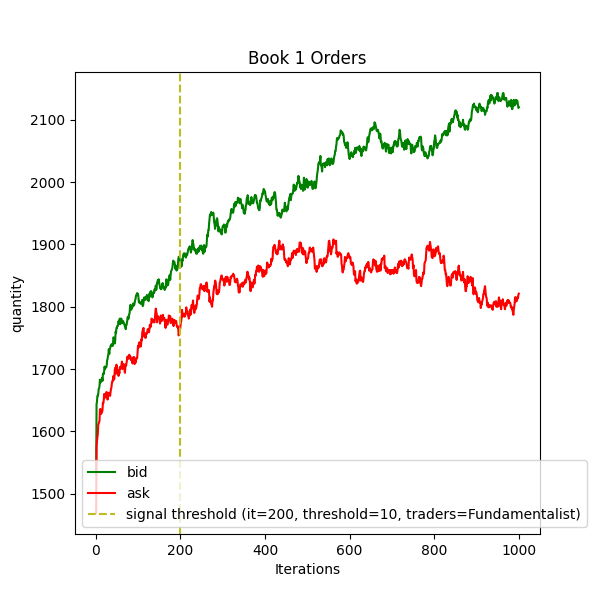 Book 1 Orders
quantity
2100
2000
1900
1800
1700
1600
1500
bid
ask
signal threshold (it=200, threshold=10, traders=Fundamentalist)
0 200 400 600 800 1000
Iterations